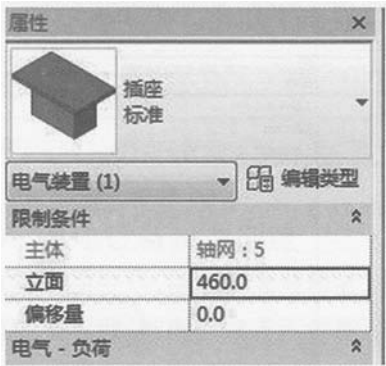 属性
插座
标准
电气装置 (1)
编辑类型
限制条件
主体 轴网：5
立面 460.0
偏移量 0.0
电气 - 负荷